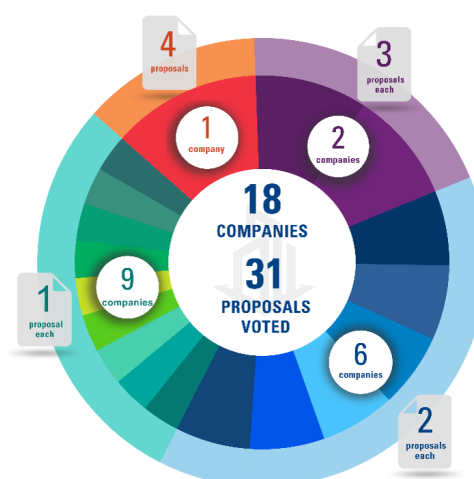 4
proposals
3
proposals
each
1
company
2
companies
18
COMPANIES
31
PROPOSALS
VOTED
9
companies
1
proposal
each
6
companies
2
proposals
each